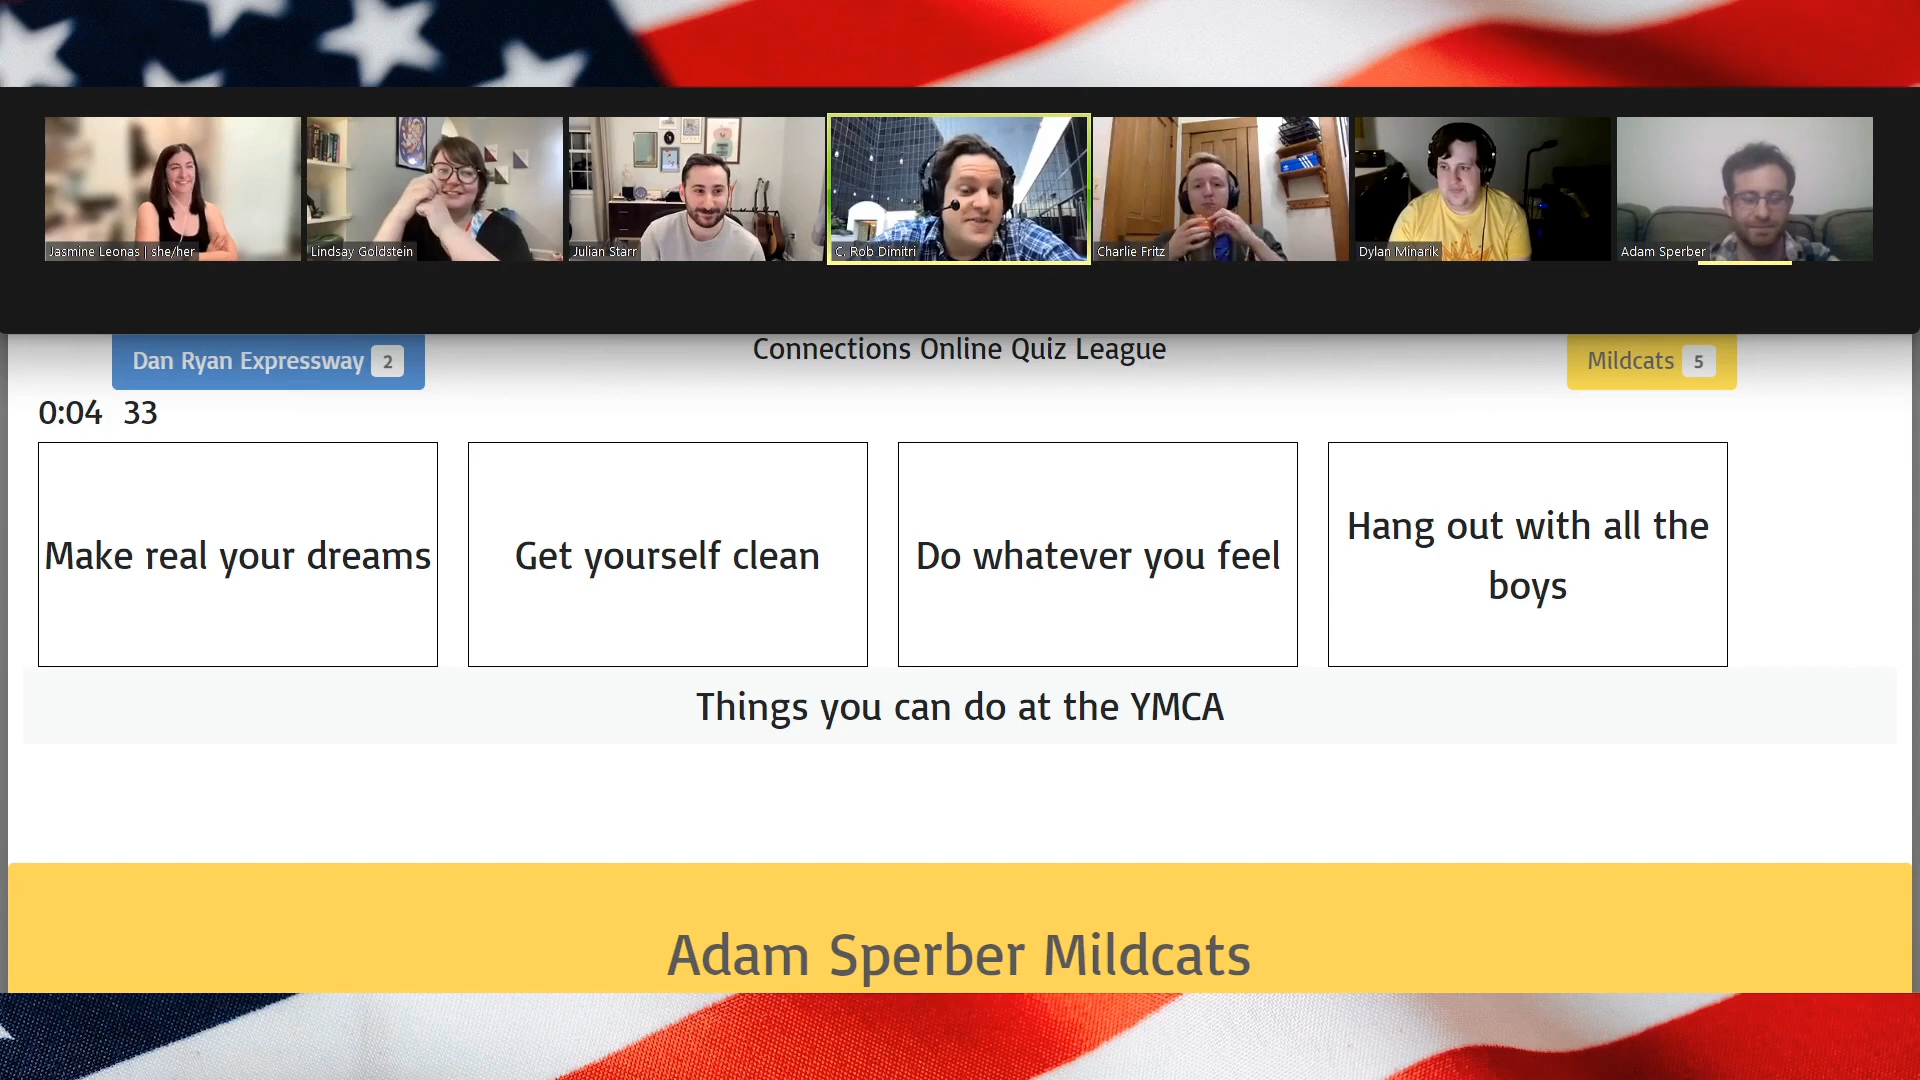 Jasmine Leonas | she/her
Lindsay Goldstein
Julian Starr
C. Rob Dimitri
Charlie Fritz
Dylan Minarik
Adam Sperber
Dan Ryan Expressway 2
Connections Online Quiz League
Mildcats 5
0:04 33
Make real your dreams
Get yourself clean
Do whatever you feel
Hang out with all the
boys
Things you can do at the YMCA
Adam Sperber Mildcats